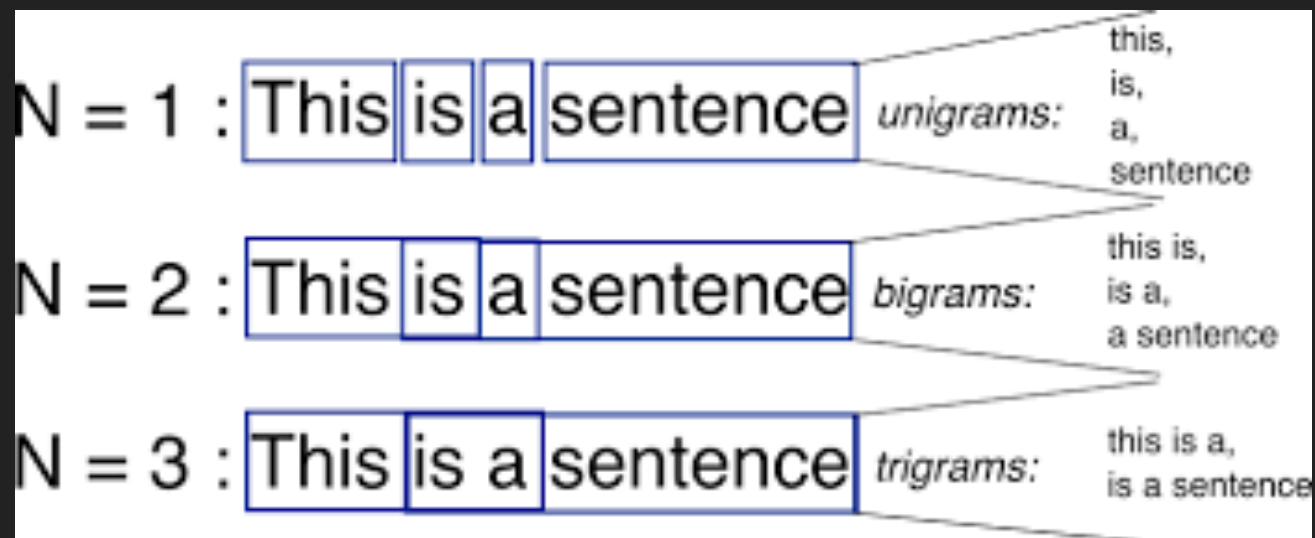 N = 1 : This is a sentence unigrams:
this,
is,
a,
sentence
N = 2 : This is a sentence bigrams:
this is,
is a,
a sentence
N = 3 : This is a sentence trigrams:
this is a,
is a sentence